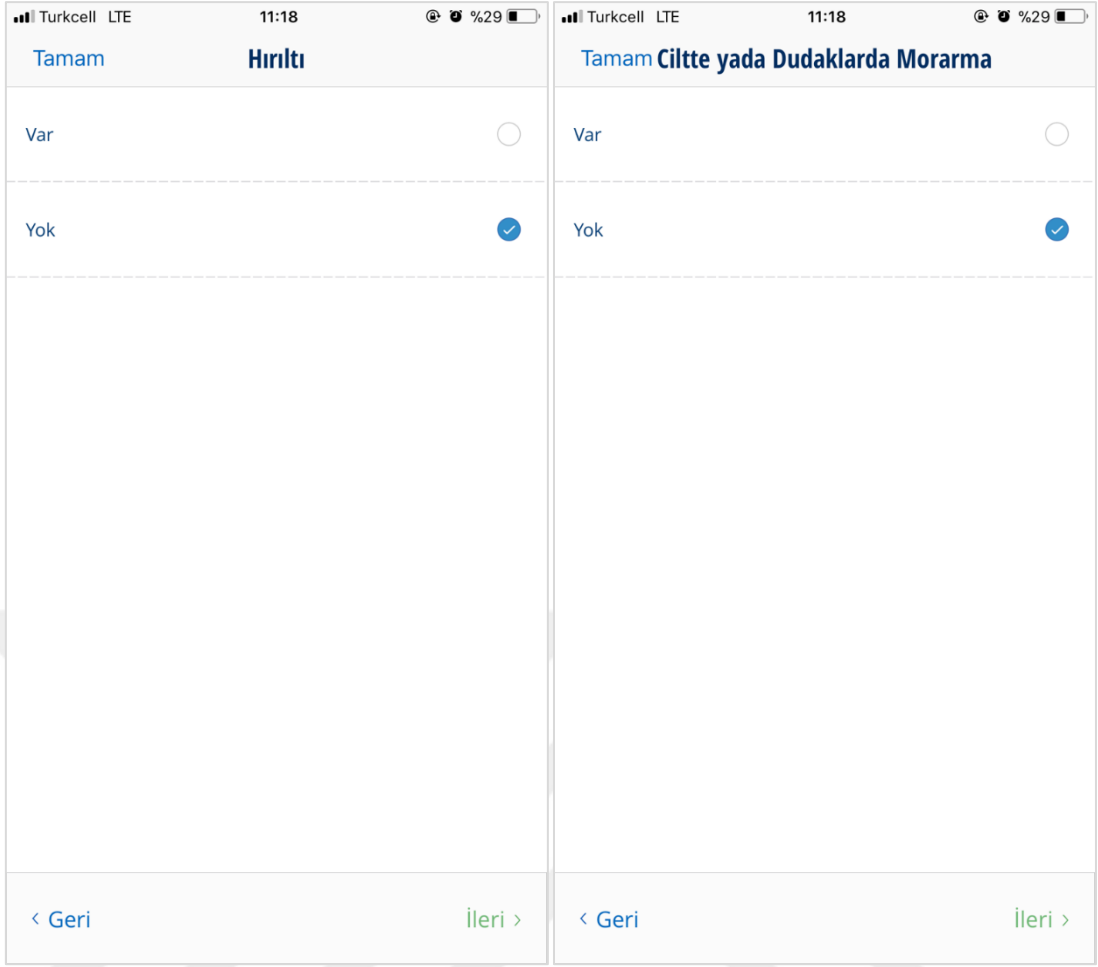 Turkcell LTE 11:18 %29
Tamam Hırıltı
Var
Yok
< Geri İleri >
Turkcell LTE 11:18 %29
Tamam Ciltte yada Dudaklarda Morarma
Var
Yok
< Geri İleri >